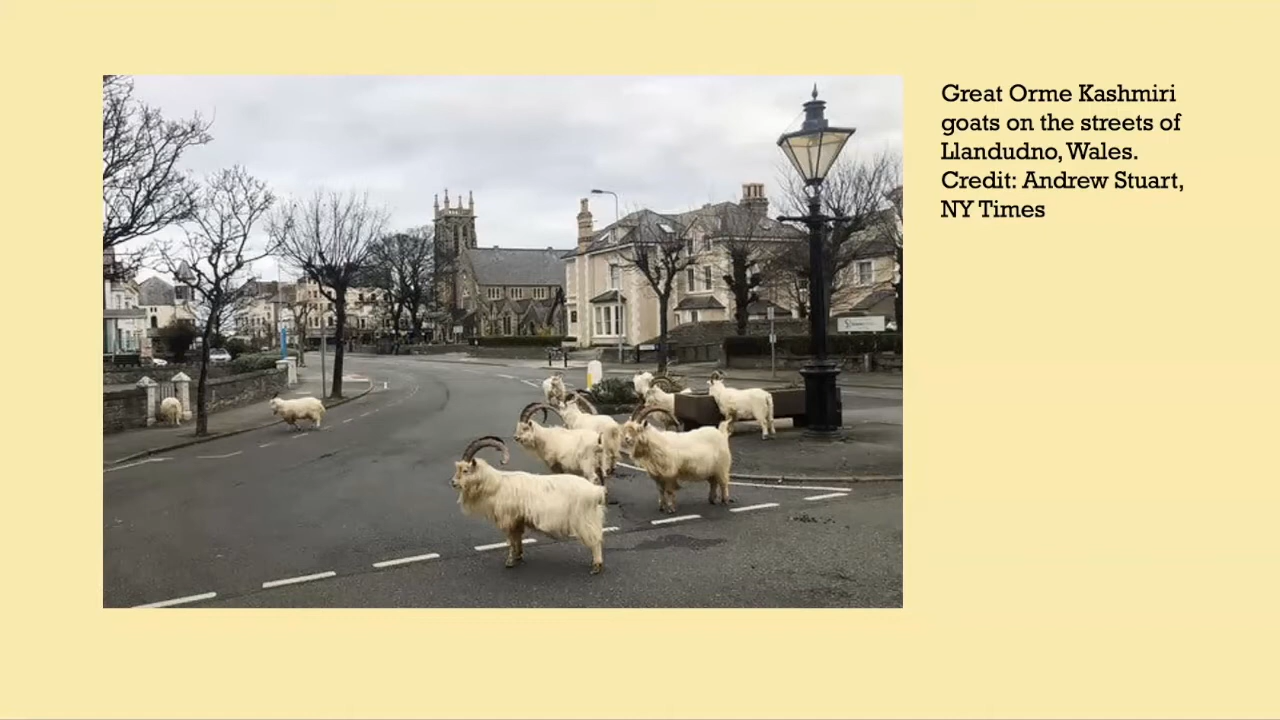 Great Orme Kashmiri
goats on the streets of
Llandudno, Wales.
Credit: Andrew Stuart,
NY Times